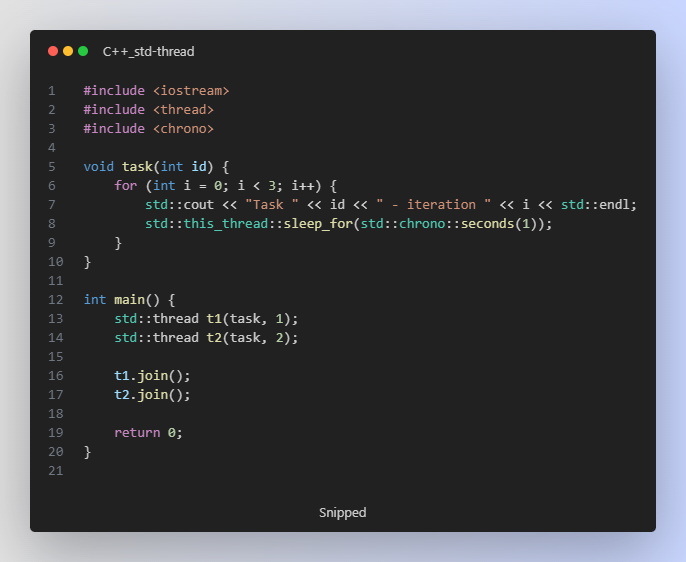 C++_std-thread
1 #include <iostream>
2 #include <thread>
3 #include <chrono>
4
5 void task(int id) {
6     for (int i = 0; i < 3; i++) {
7         std::cout << "Task " << id << " - iteration " << i << std::endl;
8         std::this_thread::sleep_for(std::chrono::seconds(1));
9     }
10 }
11
12 int main() {
13     std::thread t1(task, 1);
14     std::thread t2(task, 2);
15
16     t1.join();
17     t2.join();
18
19     return 0;
20 }
21
Snipped